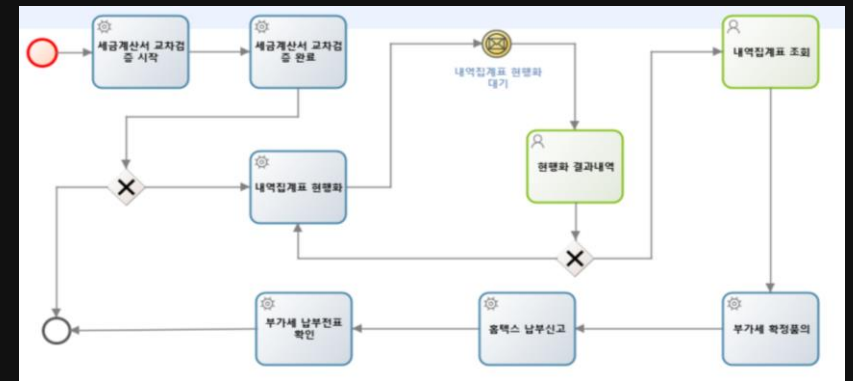 세금계산서 교차검
증 시작
세금계산서 교차검
증 완료
내역집계표 현행화
대기
내역집계표 조회
현행화 결과내역
내역집계표 현행화
부가세 납부전표
확인
홈택스 납부신고
부가세 확정품의